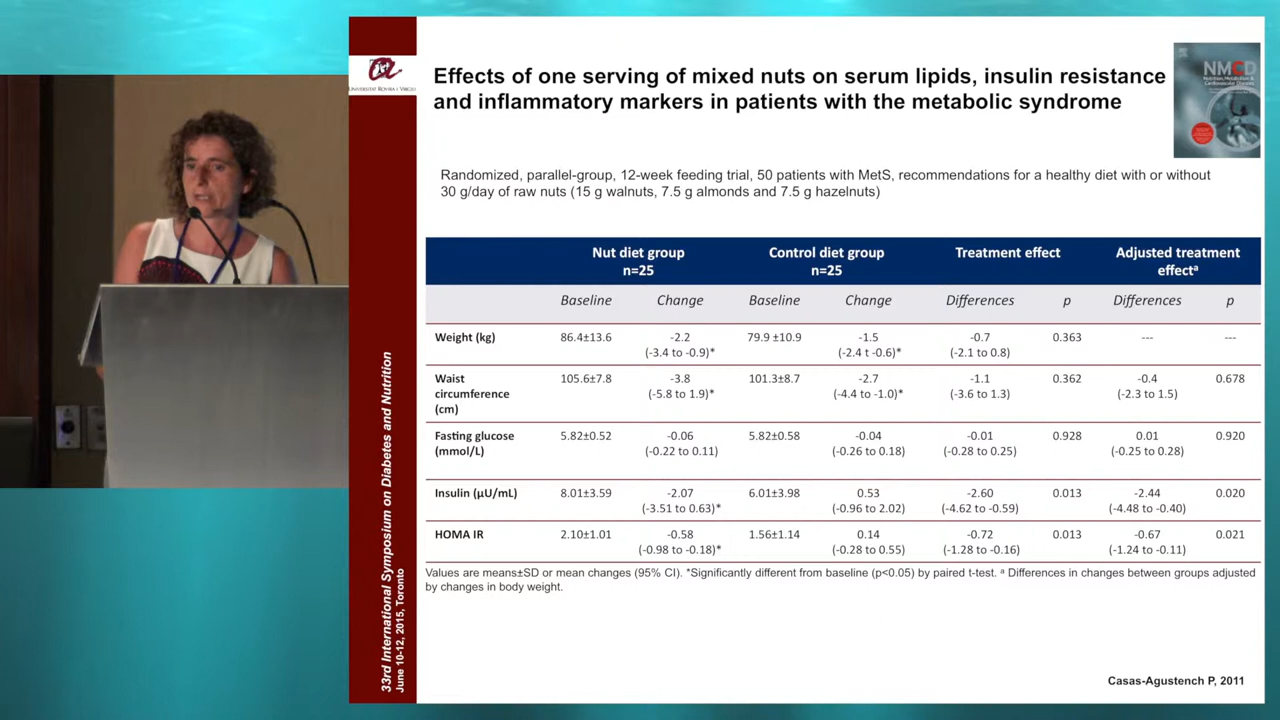 Effects of one serving of mixed nuts on serum lipids, insulin resistance
and inflammatory markers in patients with the metabolic syndrome
NMCD
UNIVERSITAT ROVIRA i VIRGILI
Randomized, parallel-group, 12-week feeding trial, 50 patients with MetS, recommendations for a healthy diet with or without
30 g/day of raw nuts (15 g walnuts, 7.5 g almonds and 7.5 g hazelnuts)
Nut diet group n=25 Control diet group n=25 Treatment effect Adjusted treatment effectᵃ
Baseline Change Baseline Change Differences p Differences p
Weight (kg) 86.4±13.6 -2.2 79.9 ±10.9 -1.5 -0.7 0.363 --- ---
(-3.4 to -0.9)* (-2.4 t -0.6)* (-2.1 to 0.8)
Waist 105.6±7.8 -3.8 101.3±8.7 -2.7 -1.1 0.362 -0.4 0.678
circumference (-5.8 to 1.9)* (-4.4 to -1.0)* (-3.6 to 1.3) (-2.3 to 1.5)
(cm)
Fasting glucose 5.82±0.52 -0.06 5.82±0.58 -0.04 -0.01 0.928 0.01 0.920
(mmol/L) (-0.22 to 0.11) (-0.26 to 0.18) (-0.28 to 0.25) (-0.25 to 0.28)
Insulin (µU/mL) 8.01±3.59 -2.07 6.01±3.98 0.53 -2.60 0.013 -2.44 0.020
(-3.51 to 0.63)* (-0.96 to 2.02) (-4.62 to -0.59) (-4.48 to -0.40)
HOMA IR 2.10±1.01 -0.58 1.56±1.14 0.14 -0.72 0.013 -0.67 0.021
(-0.98 to -0.18)* (-0.28 to 0.55) (-1.28 to -0.16) (-1.24 to -0.11)
Values are means±SD or mean changes (95% CI). *Significantly different from baseline (p<0.05) by paired t-test. ᵃ Differences in changes between groups adjusted
by changes in body weight.
Casas-Agustench P, 2011
33rd International Symposium on Diabetes and Nutrition
June 10-12, 2015, Toronto